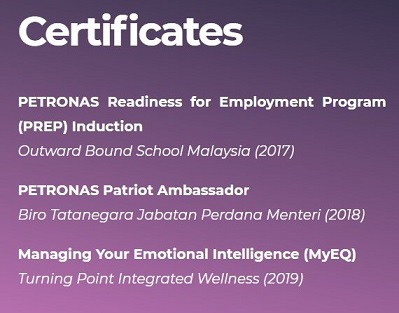 Certificates
PETRONAS Readiness for Employment Program
(PREP) Induction
Outward Bound School Malaysia (2017)
PETRONAS Patriot Ambassador
Biro Tatanegara Jabatan Perdana Menteri (2018)
Managing Your Emotional Intelligence (MyEQ)
Turning Point Integrated Wellness (2019)